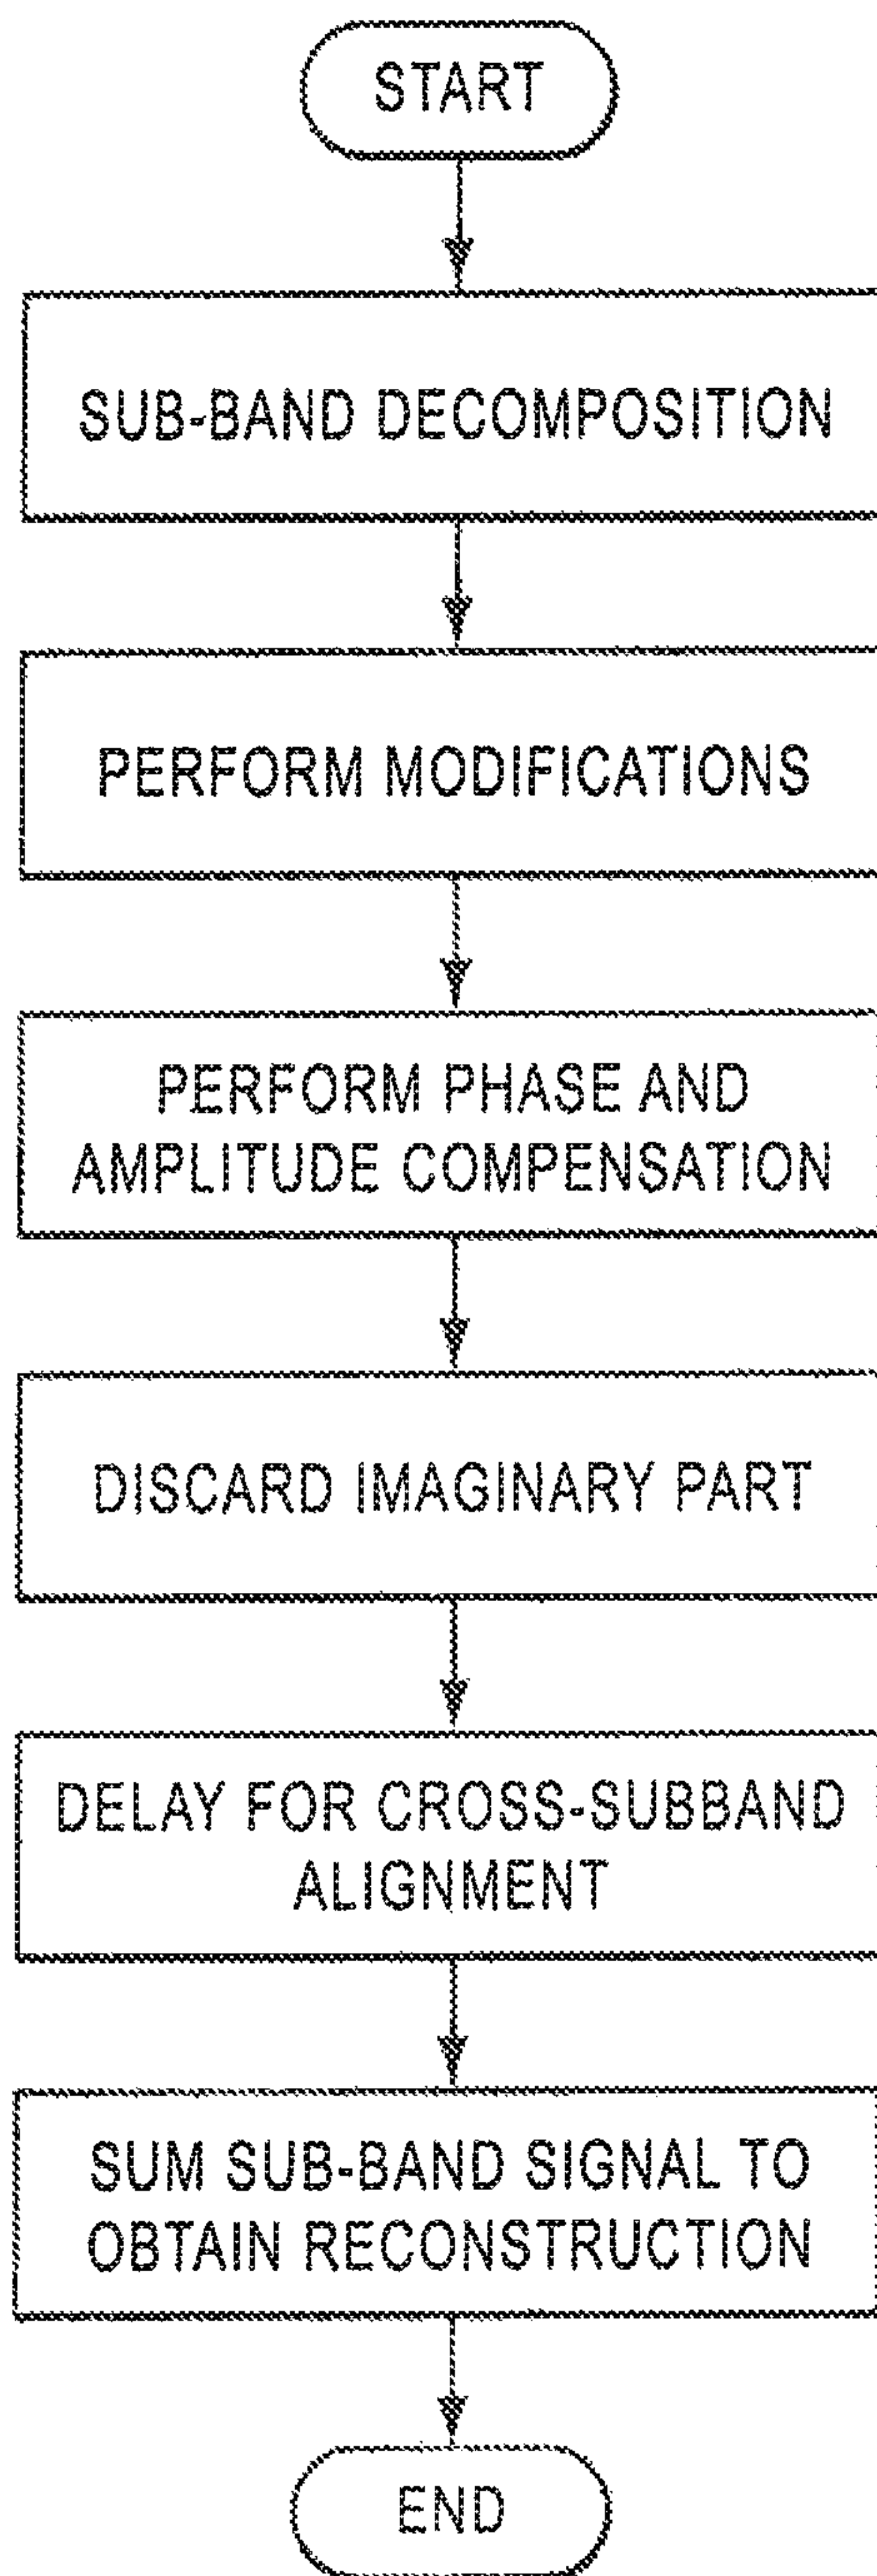 START
SUB-BAND DECOMPOSITION
PERFORM MODIFICATIONS
PERFORM PHASE AND
AMPLITUDE COMPENSATION
DISCARD IMAGINARY PART
DELAY FOR CROSS-SUBBAND
ALIGNMENT
SUM SUB-BAND SIGNAL TO
OBTAIN RECONSTRUCTION
END